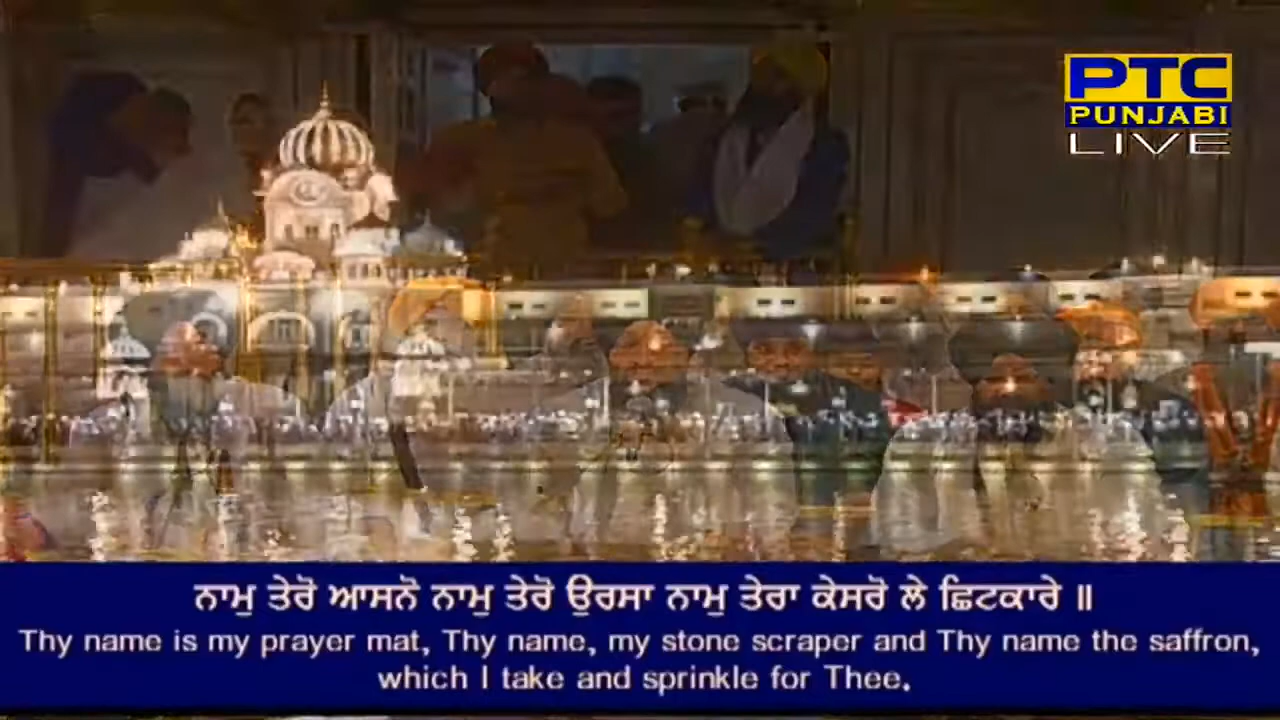 PTC
PUNJABI
LIVE
ਨਾਮੁ ਤੇਰੋ ਆਸਨੋ ਨਾਮੁ ਤੇਰੋ ਉਰਸਾ ਨਾਮੁ ਤੇਰਾ ਕੇਸਰੋ ਲੇ ਛਿਟਕਾਰੇ ॥
Thy name is my prayer mat, Thy name, my stone scraper and Thy name the saffron,
which I take and sprinkle for Thee.